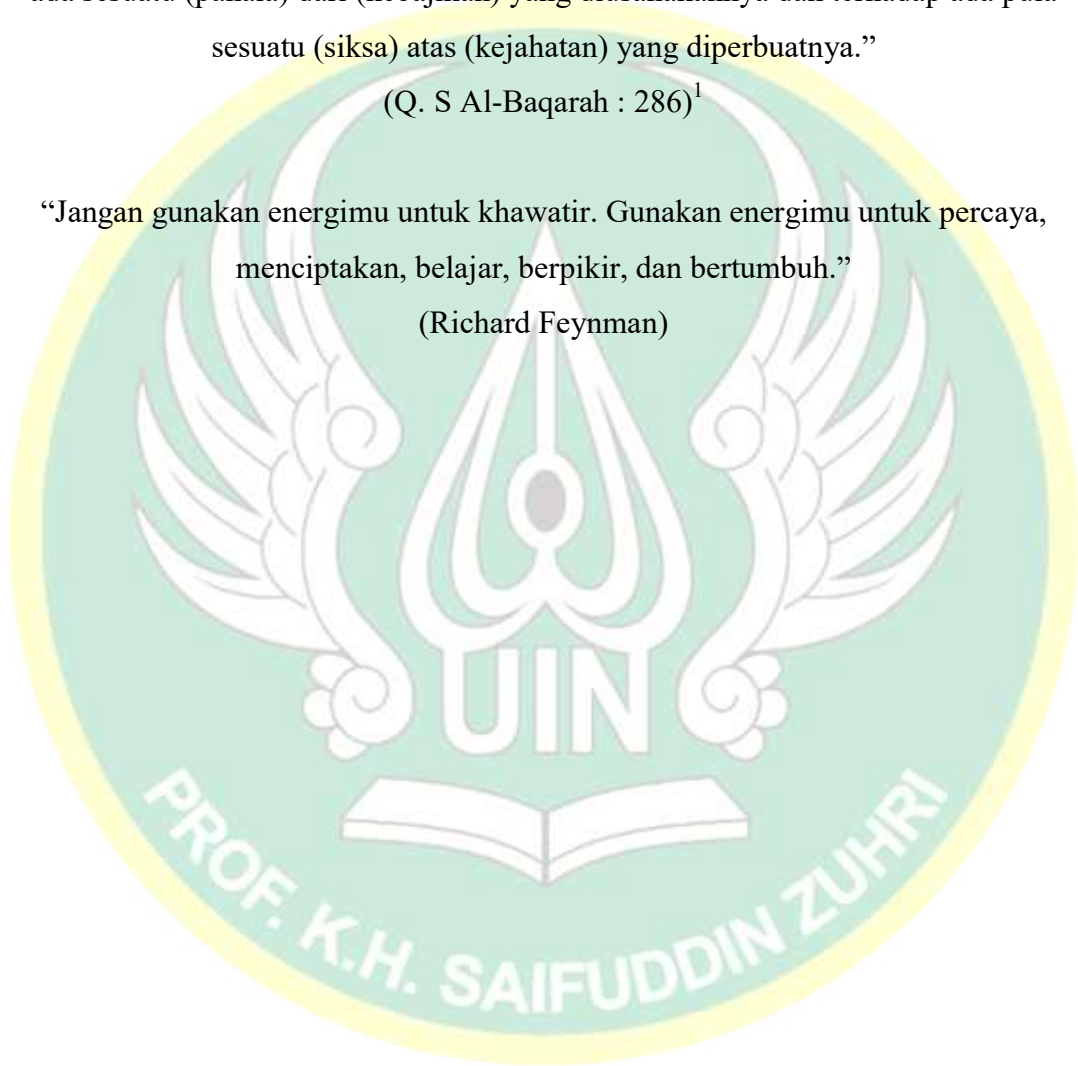 sesuatu (siksa) atas (kejahatan) yang diperbuatnya.”
(Q. S Al-Baqarah : 286)1
“Jangan gunakan energimu untuk khawatir. Gunakan energimu untuk percaya,
menciptakan, belajar, berpikir, dan bertumbuh.”
(Richard Feynman)
UIN
PROF. K.H. SAIFUDDIN ZUHRI